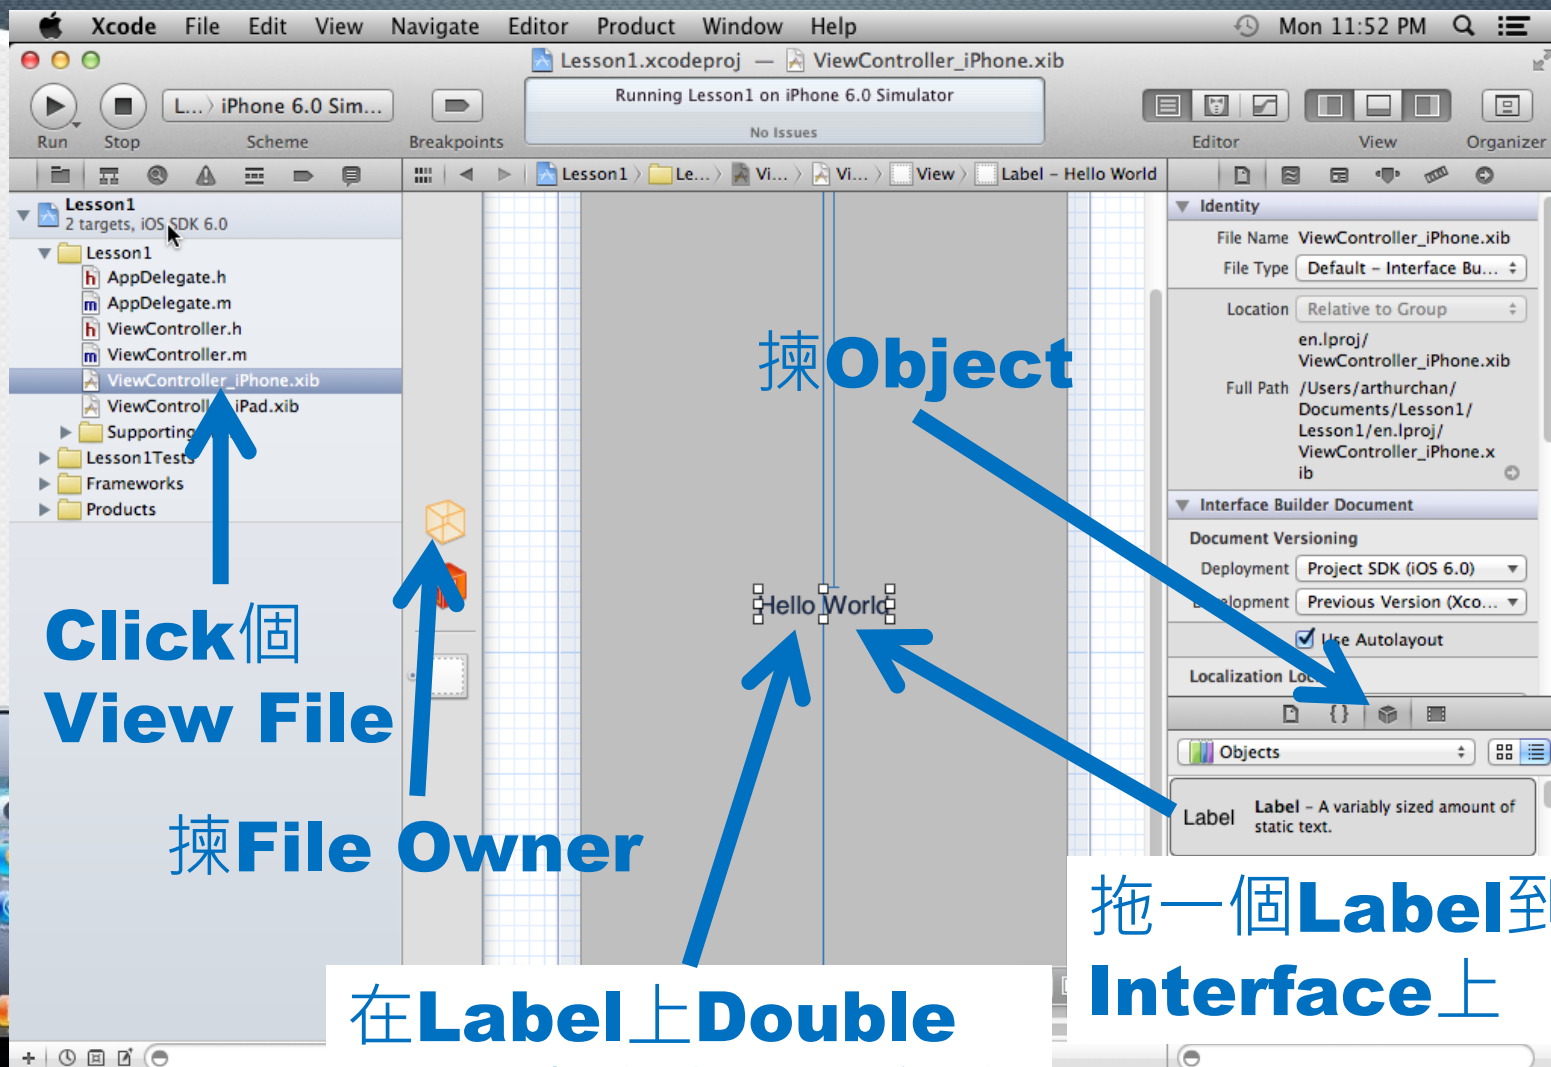 Xcode File Edit View Navigate Editor Product Window Help Mon 11:52 PM
Lesson1.xcodeproj — ViewController_iPhone.xib
L... iPhone 6.0 Sim...
Running Lesson1 on iPhone 6.0 Simulator
No Issues
Run Stop Scheme Breakpoints Editor View Organizer
Lesson1 Le... Vi... Vi... View Label – Hello World
Lesson1
2 targets, iOS SDK 6.0
Lesson1
AppDelegate.h
AppDelegate.m
ViewController.h
ViewController.m
ViewController_iPhone.xib
ViewController_iPad.xib
Supporting
Lesson1Tests
Frameworks
Products
Click個
View File
揀File Owner
揀Object
Hello World
在Label上Double
Identity
File Name ViewController_iPhone.xib
File Type Default – Interface Bu...
Location Relative to Group
en.lproj/
ViewController_iPhone.xib
Full Path /Users/arthurchan/
Documents/Lesson1/
Lesson1/en.lproj/
ViewController_iPhone.x
ib
Interface Builder Document
Document Versioning
Deployment Project SDK (iOS 6.0)
Development Previous Version (Xco...
Use Autolayout
Localization
Objects
Label Label – A variably sized amount of
static text.
拖一個Label到
Interface上